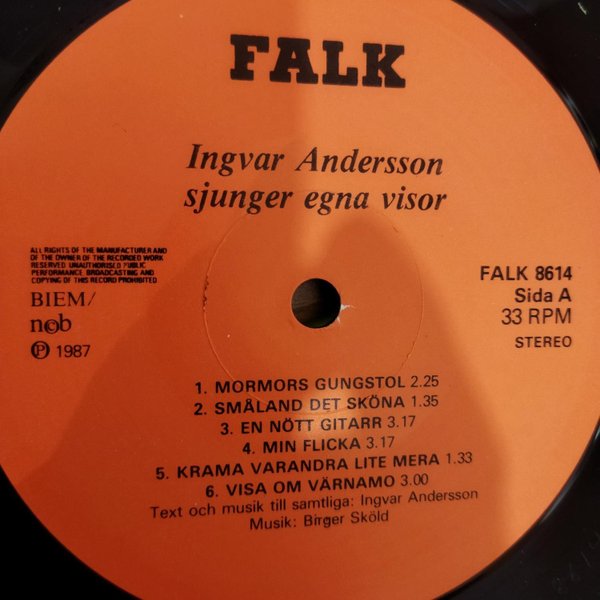 FALK
Ingvar Andersson
sjunger egna visor
ALL RIGHTS OF THE MANUFACTURER AND
OF THE OWNER OF THE RECORDED WORK
RESERVED UNAUTHORISED PUBLIC
PERFORMANCE BROADCASTING AND
COPYING OF THIS RECORD PROHIBITED
BIEM/
ncb
Ⓟ 1987
FALK 8614
Sida A
33 RPM
STEREO
1. MORMORS GUNGSTOL 2.25
2. SMÅLAND DET SKÖNA 1.35
3. EN NÖTT GITARR 3.17
4. MIN FLICKA 3.17
5. KRAMA VARANDRA LITE MERA 1.33
6. VISA OM VÄRNAMO 3.00
Text och musik till samtliga: Ingvar Andersson
Musik: Birger Sköld